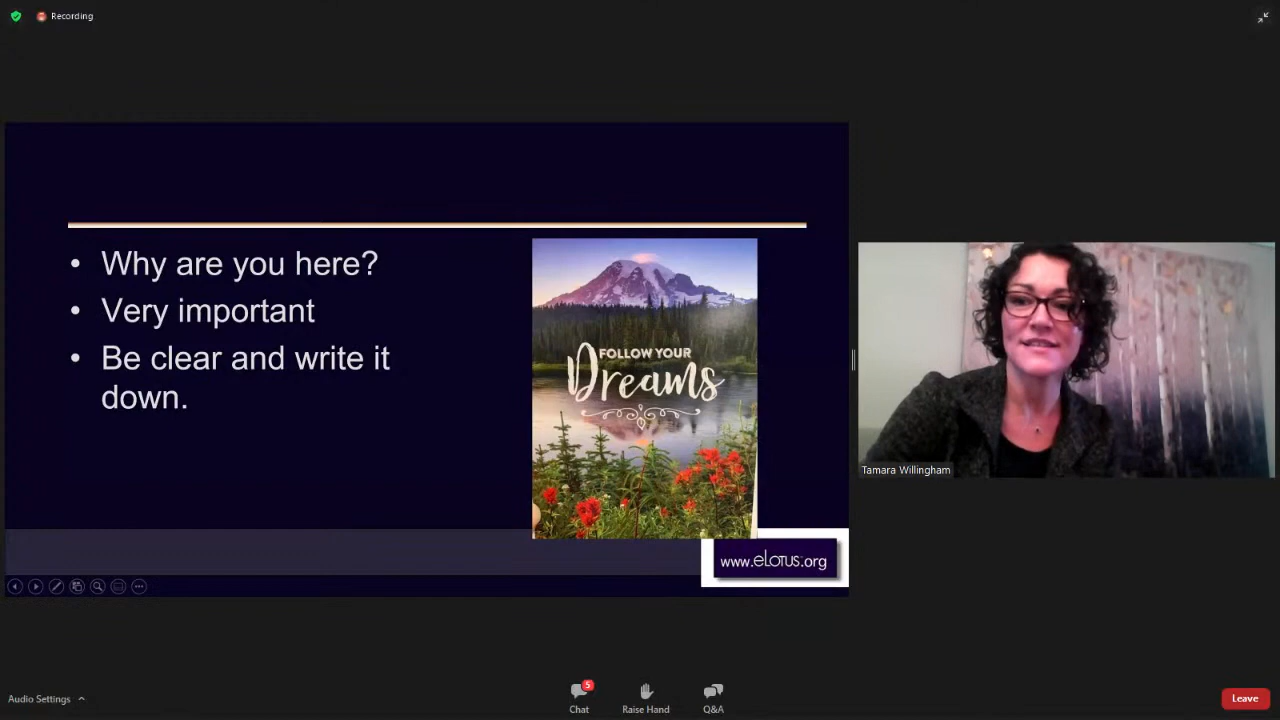 Recording
Why are you here?
Very important
Be clear and write it
down.
FOLLOW YOUR
Dreams
www.eLOTUS.org
Tamara Willingham
Audio Settings
5
Chat
Raise Hand
Q&A
Leave